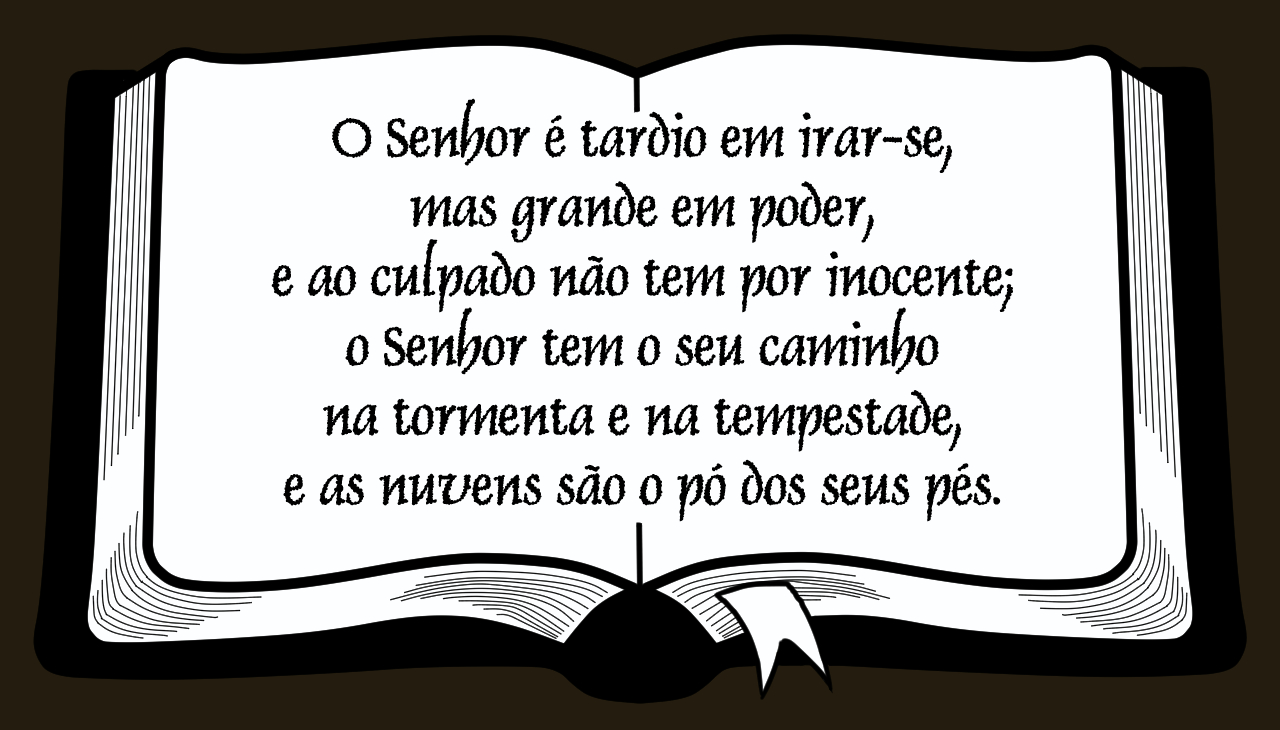 O Senhor é tardio em irar-se,
mas grande em poder,
e ao culpado não tem por inocente;
o Senhor tem o seu caminho
na tormenta e na tempestade,
e as nuvens são o pó dos seus pés.